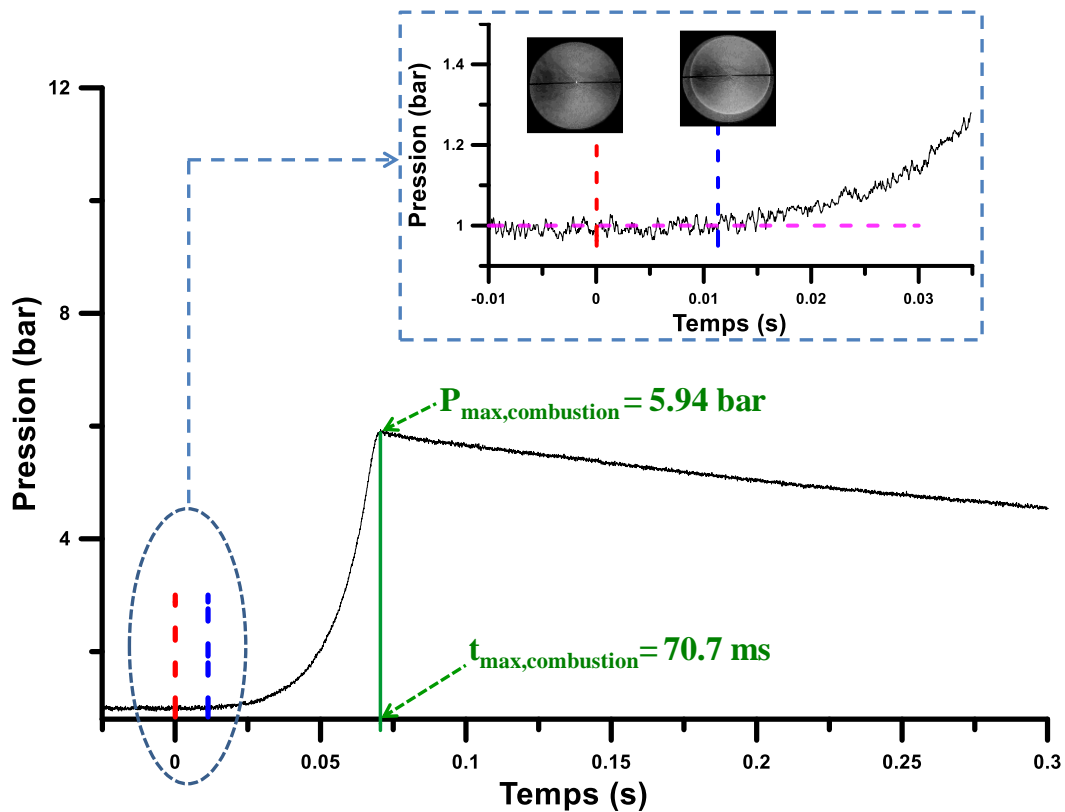 1.4
1.2
1
Pression (bar)
-0.01 0 0.01 0.02 0.03
Temps (s)
12
8
4
Pression (bar)
P_max,combustion = 5.94 bar
t_max,combustion = 70.7 ms
0 0.05 0.1 0.15 0.2 0.25 0.3
Temps (s)